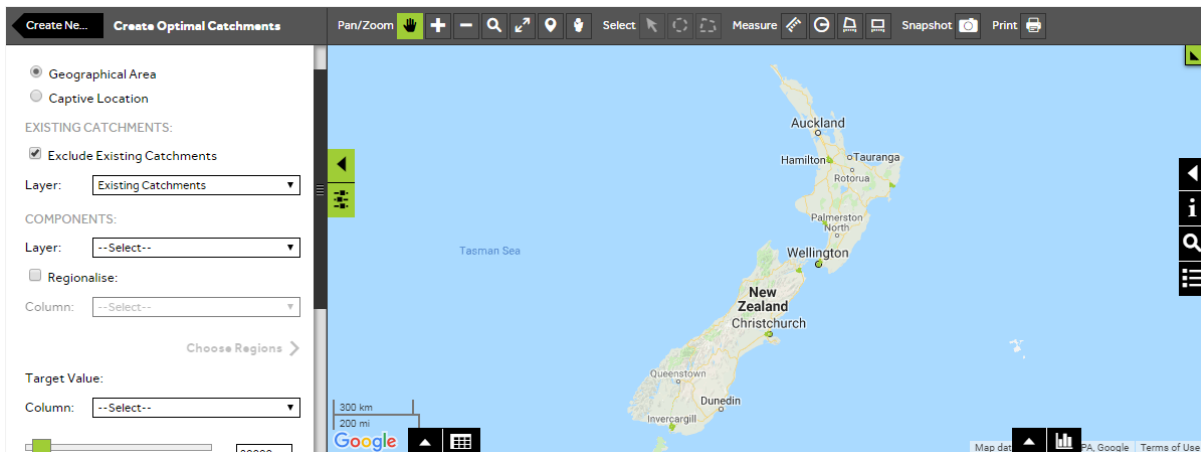 Create Ne... Create Optimal Catchments Pan/Zoom Select Measure Snapshot Print
Geographical Area
Captive Location
EXISTING CATCHMENTS:
Exclude Existing Catchments
Layer: Existing Catchments
COMPONENTS:
Layer: --Select--
Regionalise:
Column: --Select--
Choose Regions
Target Value:
Column: --Select--
Auckland
Hamilton
Tauranga
Rotorua
Palmerston
North
Tasman Sea
Wellington
New
Zealand
Christchurch
Queenstown
Dunedin
Invercargill
300 km
200 mi
Google
Map dat
PA, Google Terms of Use